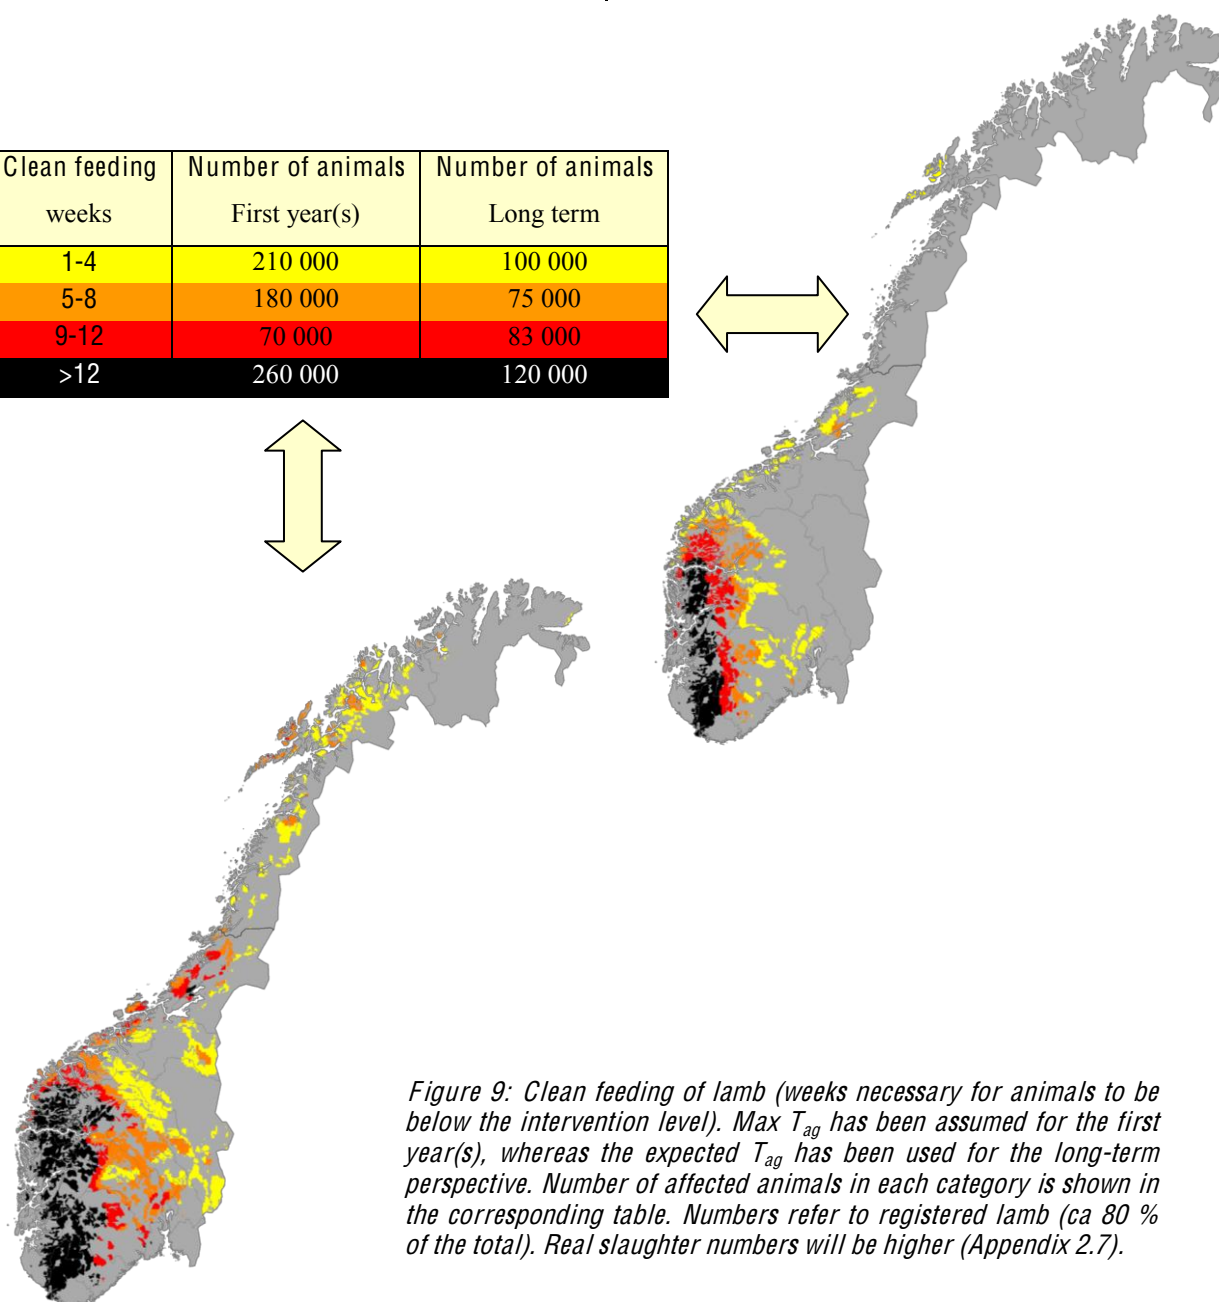 Clean feeding Number of animals Number of animals
weeks First year(s) Long term
1-4 210 000 100 000
5-8 180 000 75 000
9-12 70 000 83 000
>12 260 000 120 000
Figure 9: Clean feeding of lamb (weeks necessary for animals to be
below the intervention level). Max Tag has been assumed for the first
year(s), whereas the expected Tag has been used for the long-term
perspective. Number of affected animals in each category is shown in
the corresponding table. Numbers refer to registered lamb (ca 80 %
of the total). Real slaughter numbers will be higher (Appendix 2.7).